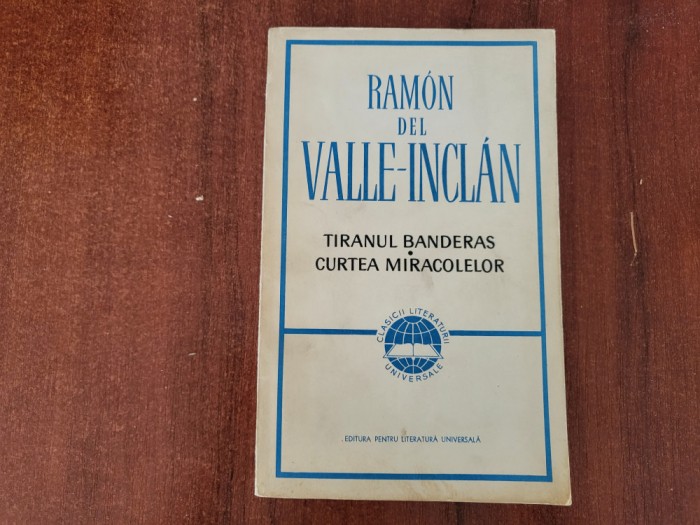 RAMÓN
DEL
VALLE-INCLÁN
TIRANUL BANDERAS
•
CURTEA MIRACOLELOR
CLASICII LITERATURII
UNIVERSALE
EDITURA PENTRU LITERATURĂ UNIVERSALĂ